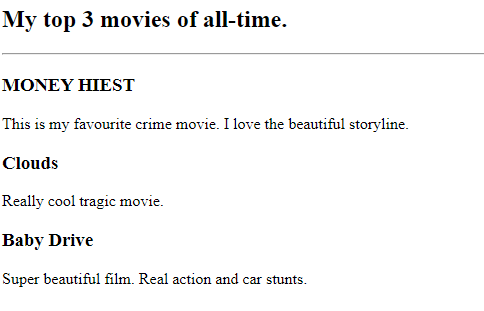 My top 3 movies of all-time.
MONEY HIEST
This is my favourite crime movie. I love the beautiful storyline.
Clouds
Really cool tragic movie.
Baby Drive
Super beautiful film. Real action and car stunts.